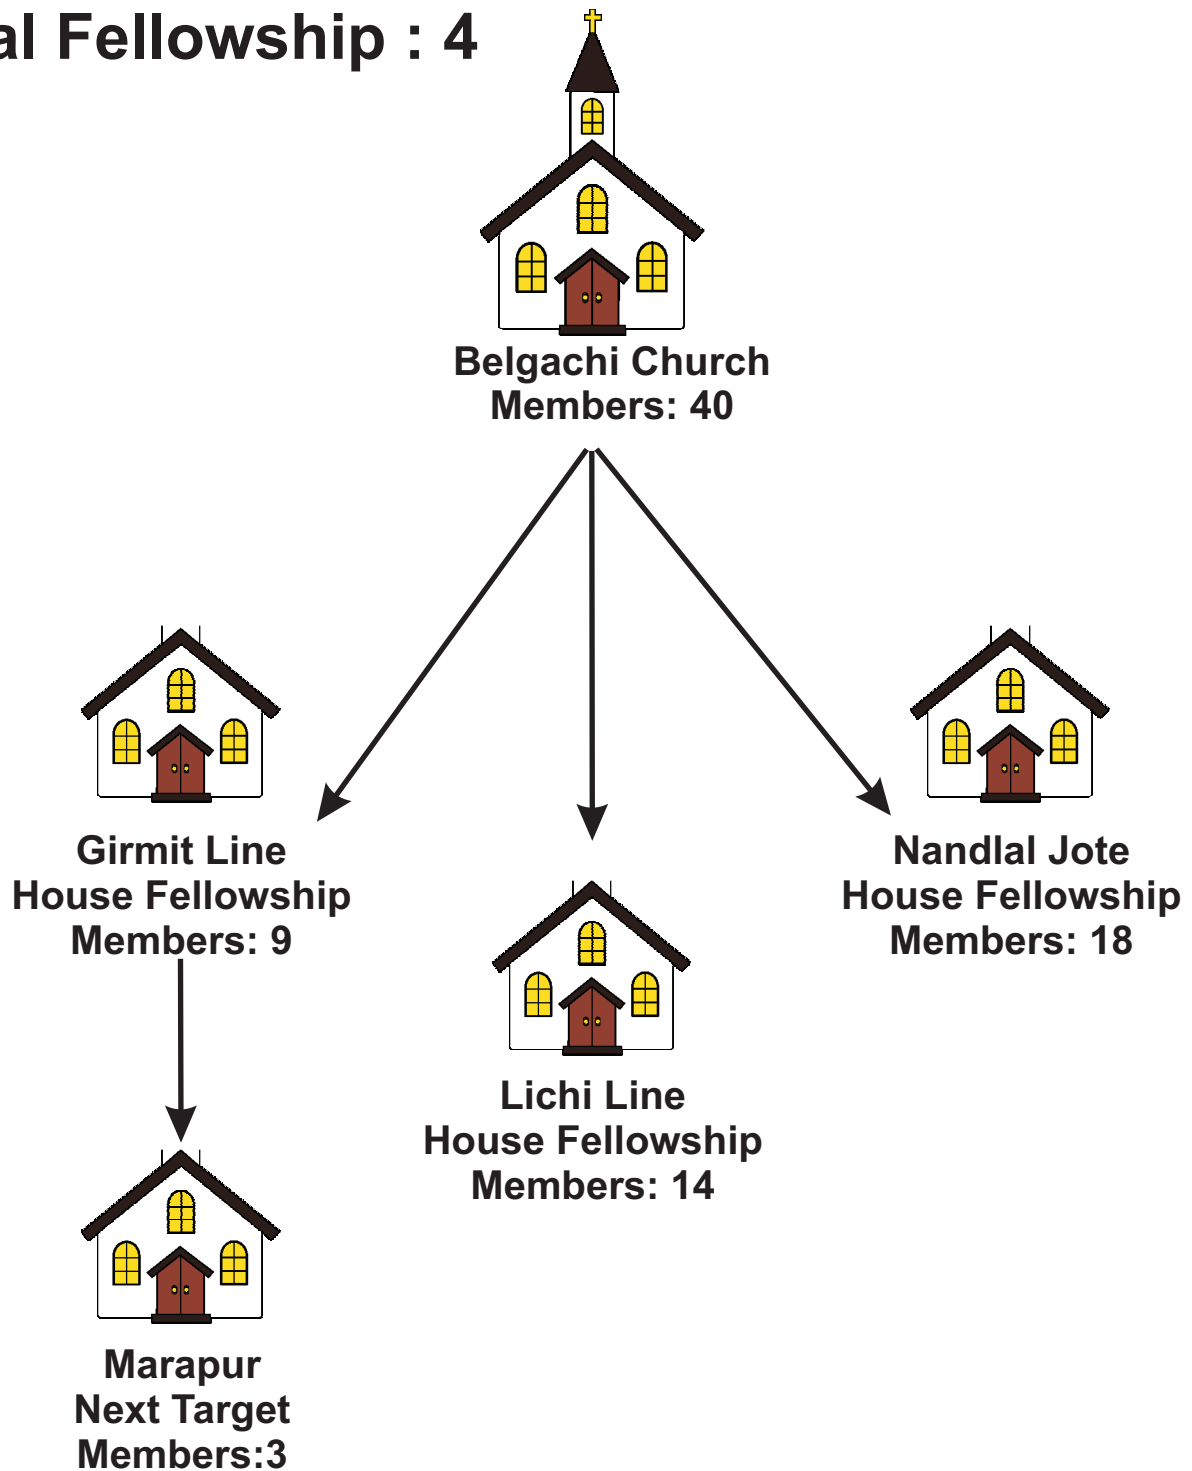 al Fellowship : 4
Belgachi Church
Members: 40
Girmit Line
House Fellowship
Members: 9
Nandlal Jote
House Fellowship
Members: 18
Lichi Line
House Fellowship
Members: 14
Marapur
Next Target
Members:3